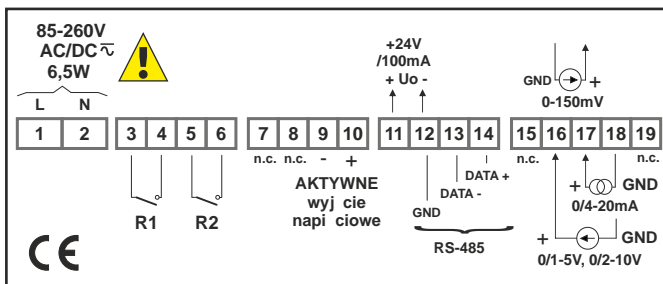 85-260V
AC/DC
6,5W
L N
+24V
/100mA
+ Uo -
GND +
0-150mV
1 2 3 4 5 6 7 8 9 10 11 12 13 14 15 16 17 18 19
n.c. n.c. - +
n.c. n.c.
R1 R2
AKTYWNE
wyj cie
napi ciowe
DATA +
DATA -
GND
RS-485
+ GND
0/4-20mA
+ GND
0/1-5V, 0/2-10V
CE